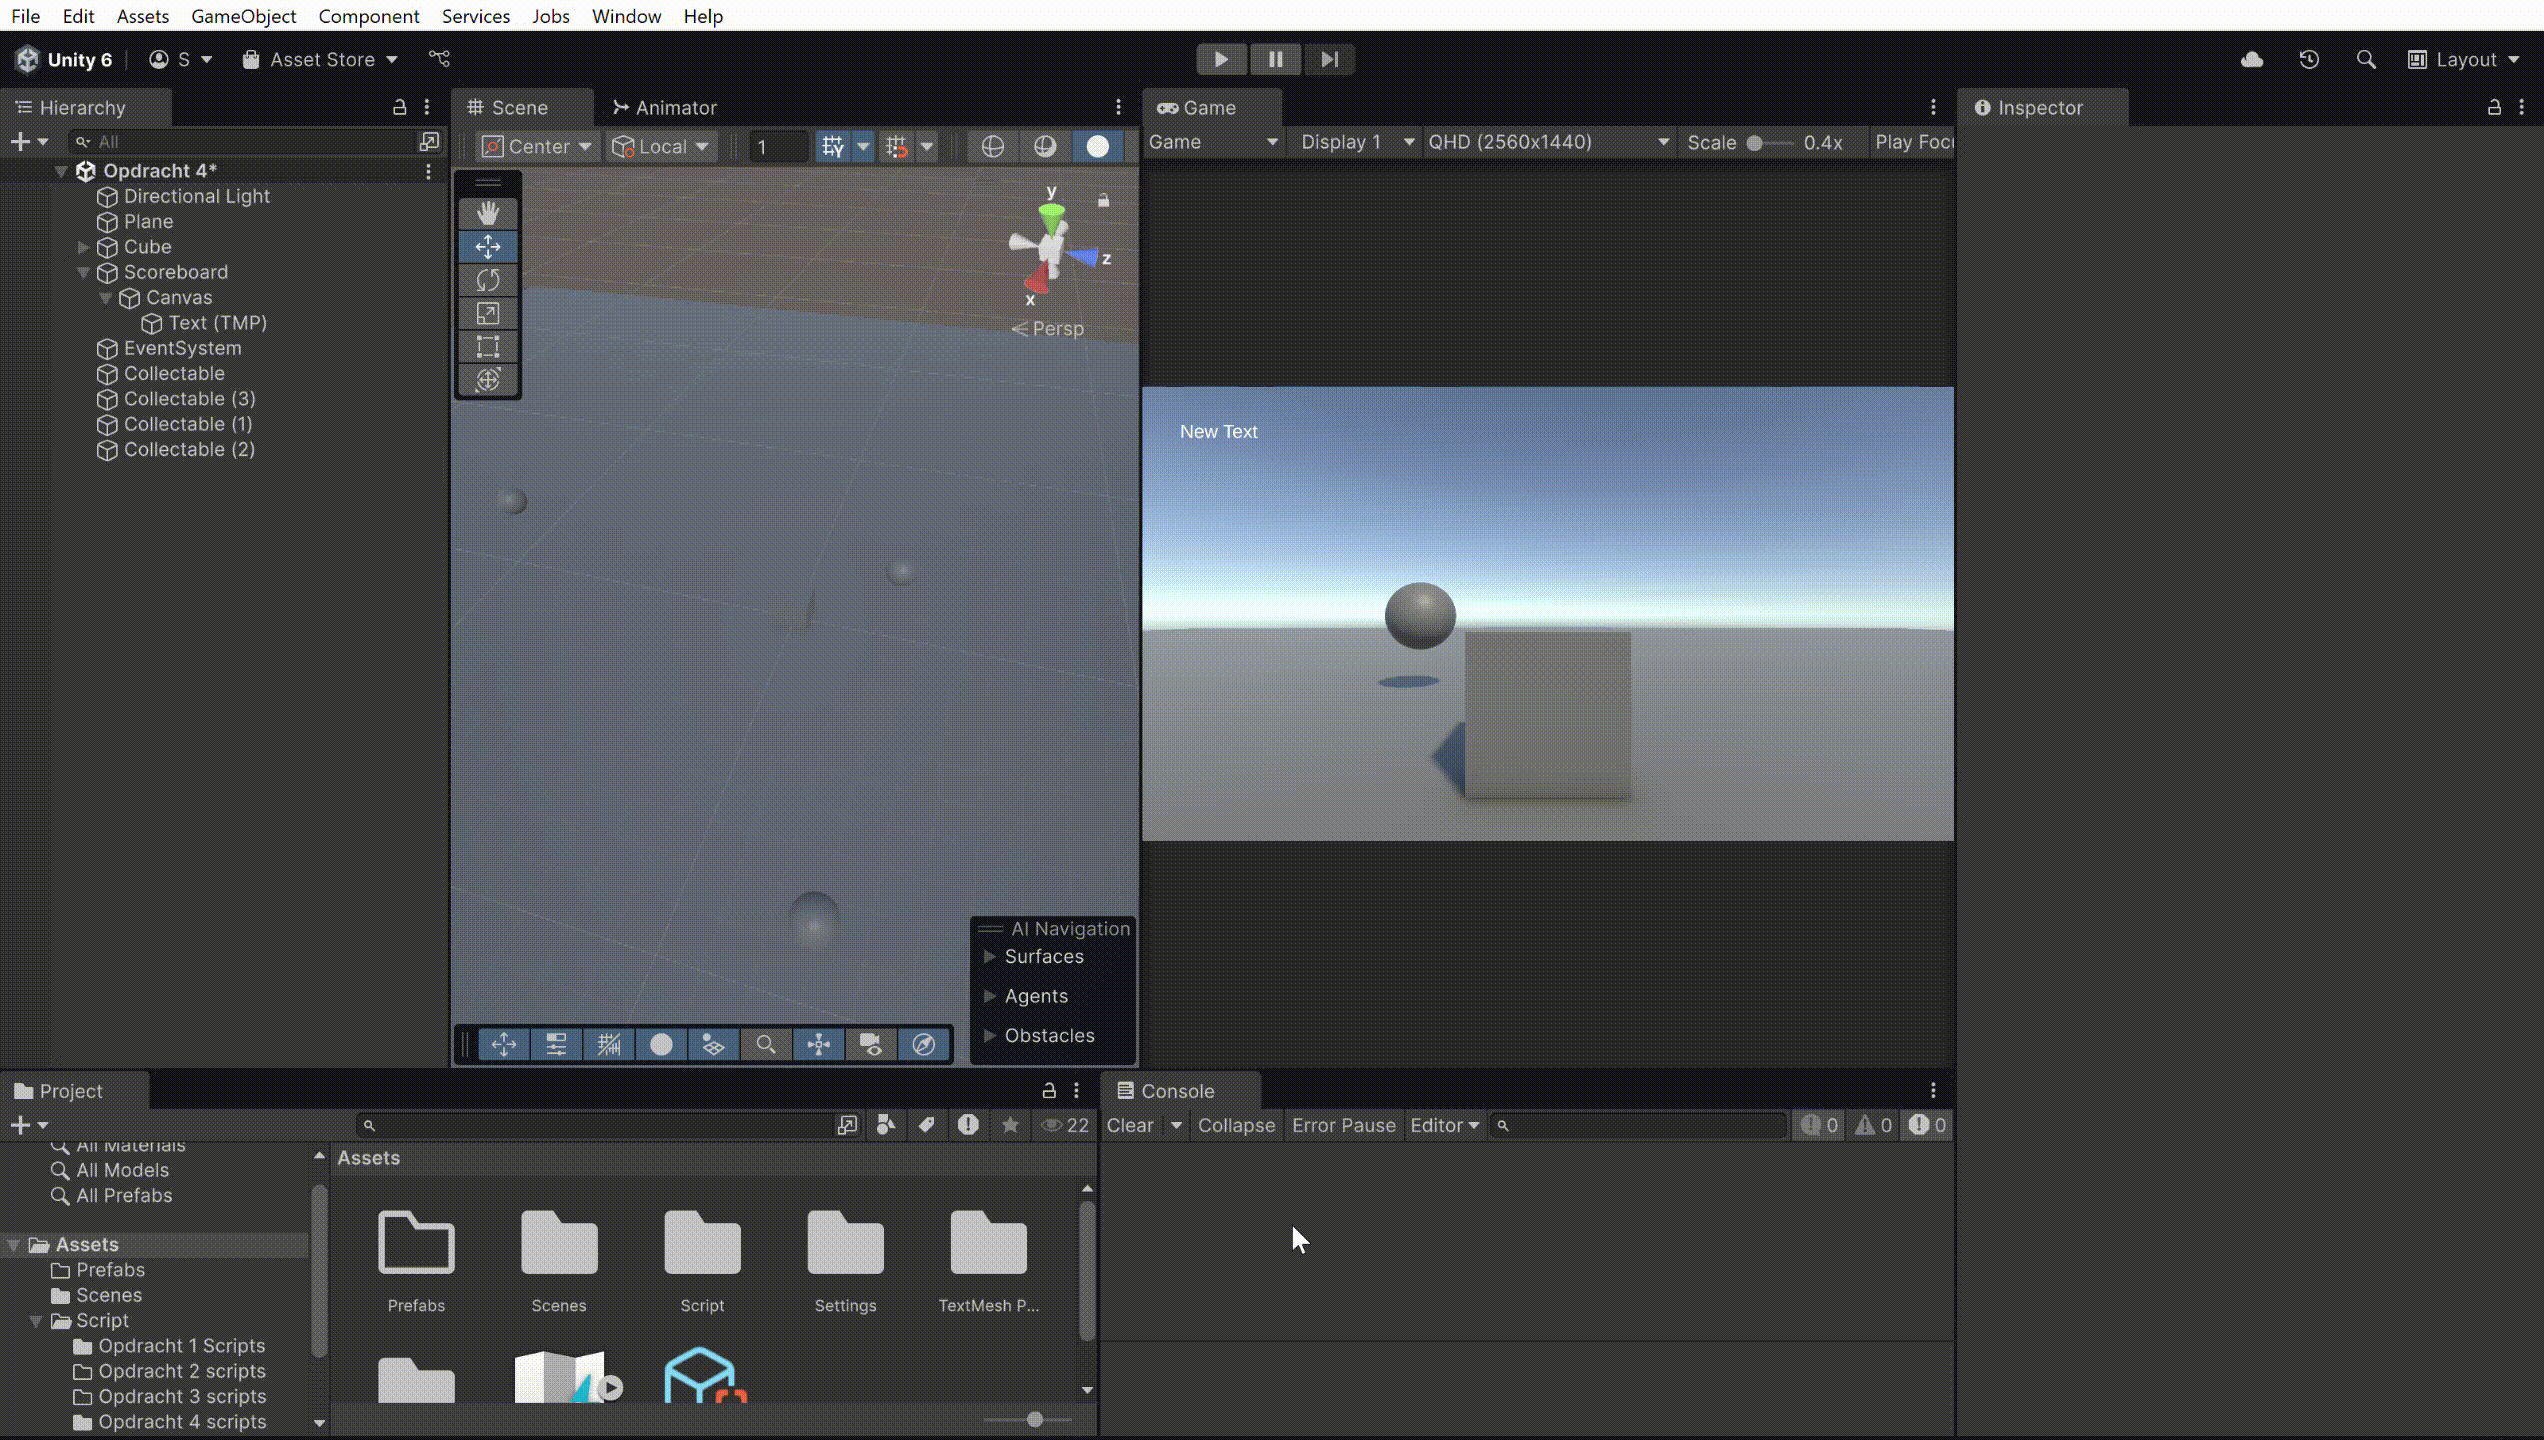 File Edit Assets GameObject Component Services Jobs Window Help
Unity 6 S Asset Store Layout
Hierarchy
All
Opdracht 4*
Directional Light
Plane
Cube
Scoreboard
Canvas
Text (TMP)
EventSystem
Collectable
Collectable (3)
Collectable (1)
Collectable (2)
Scene Animator
Center Local 1
y
z
x
Persp
AI Navigation
Surfaces
Agents
Obstacles
Game
Game Display 1 QHD (2560x1440) Scale 0.4x Play Foc
New Text
Inspector
Project
22
All Materials
All Models
All Prefabs
Assets
Prefabs
Scenes
Script
Opdracht 1 Scripts
Opdracht 2 scripts
Opdracht 3 scripts
Opdracht 4 scripts
Assets
Prefabs Scenes Script Settings TextMesh P...
Console
Clear Collapse Error Pause Editor 0 0 0